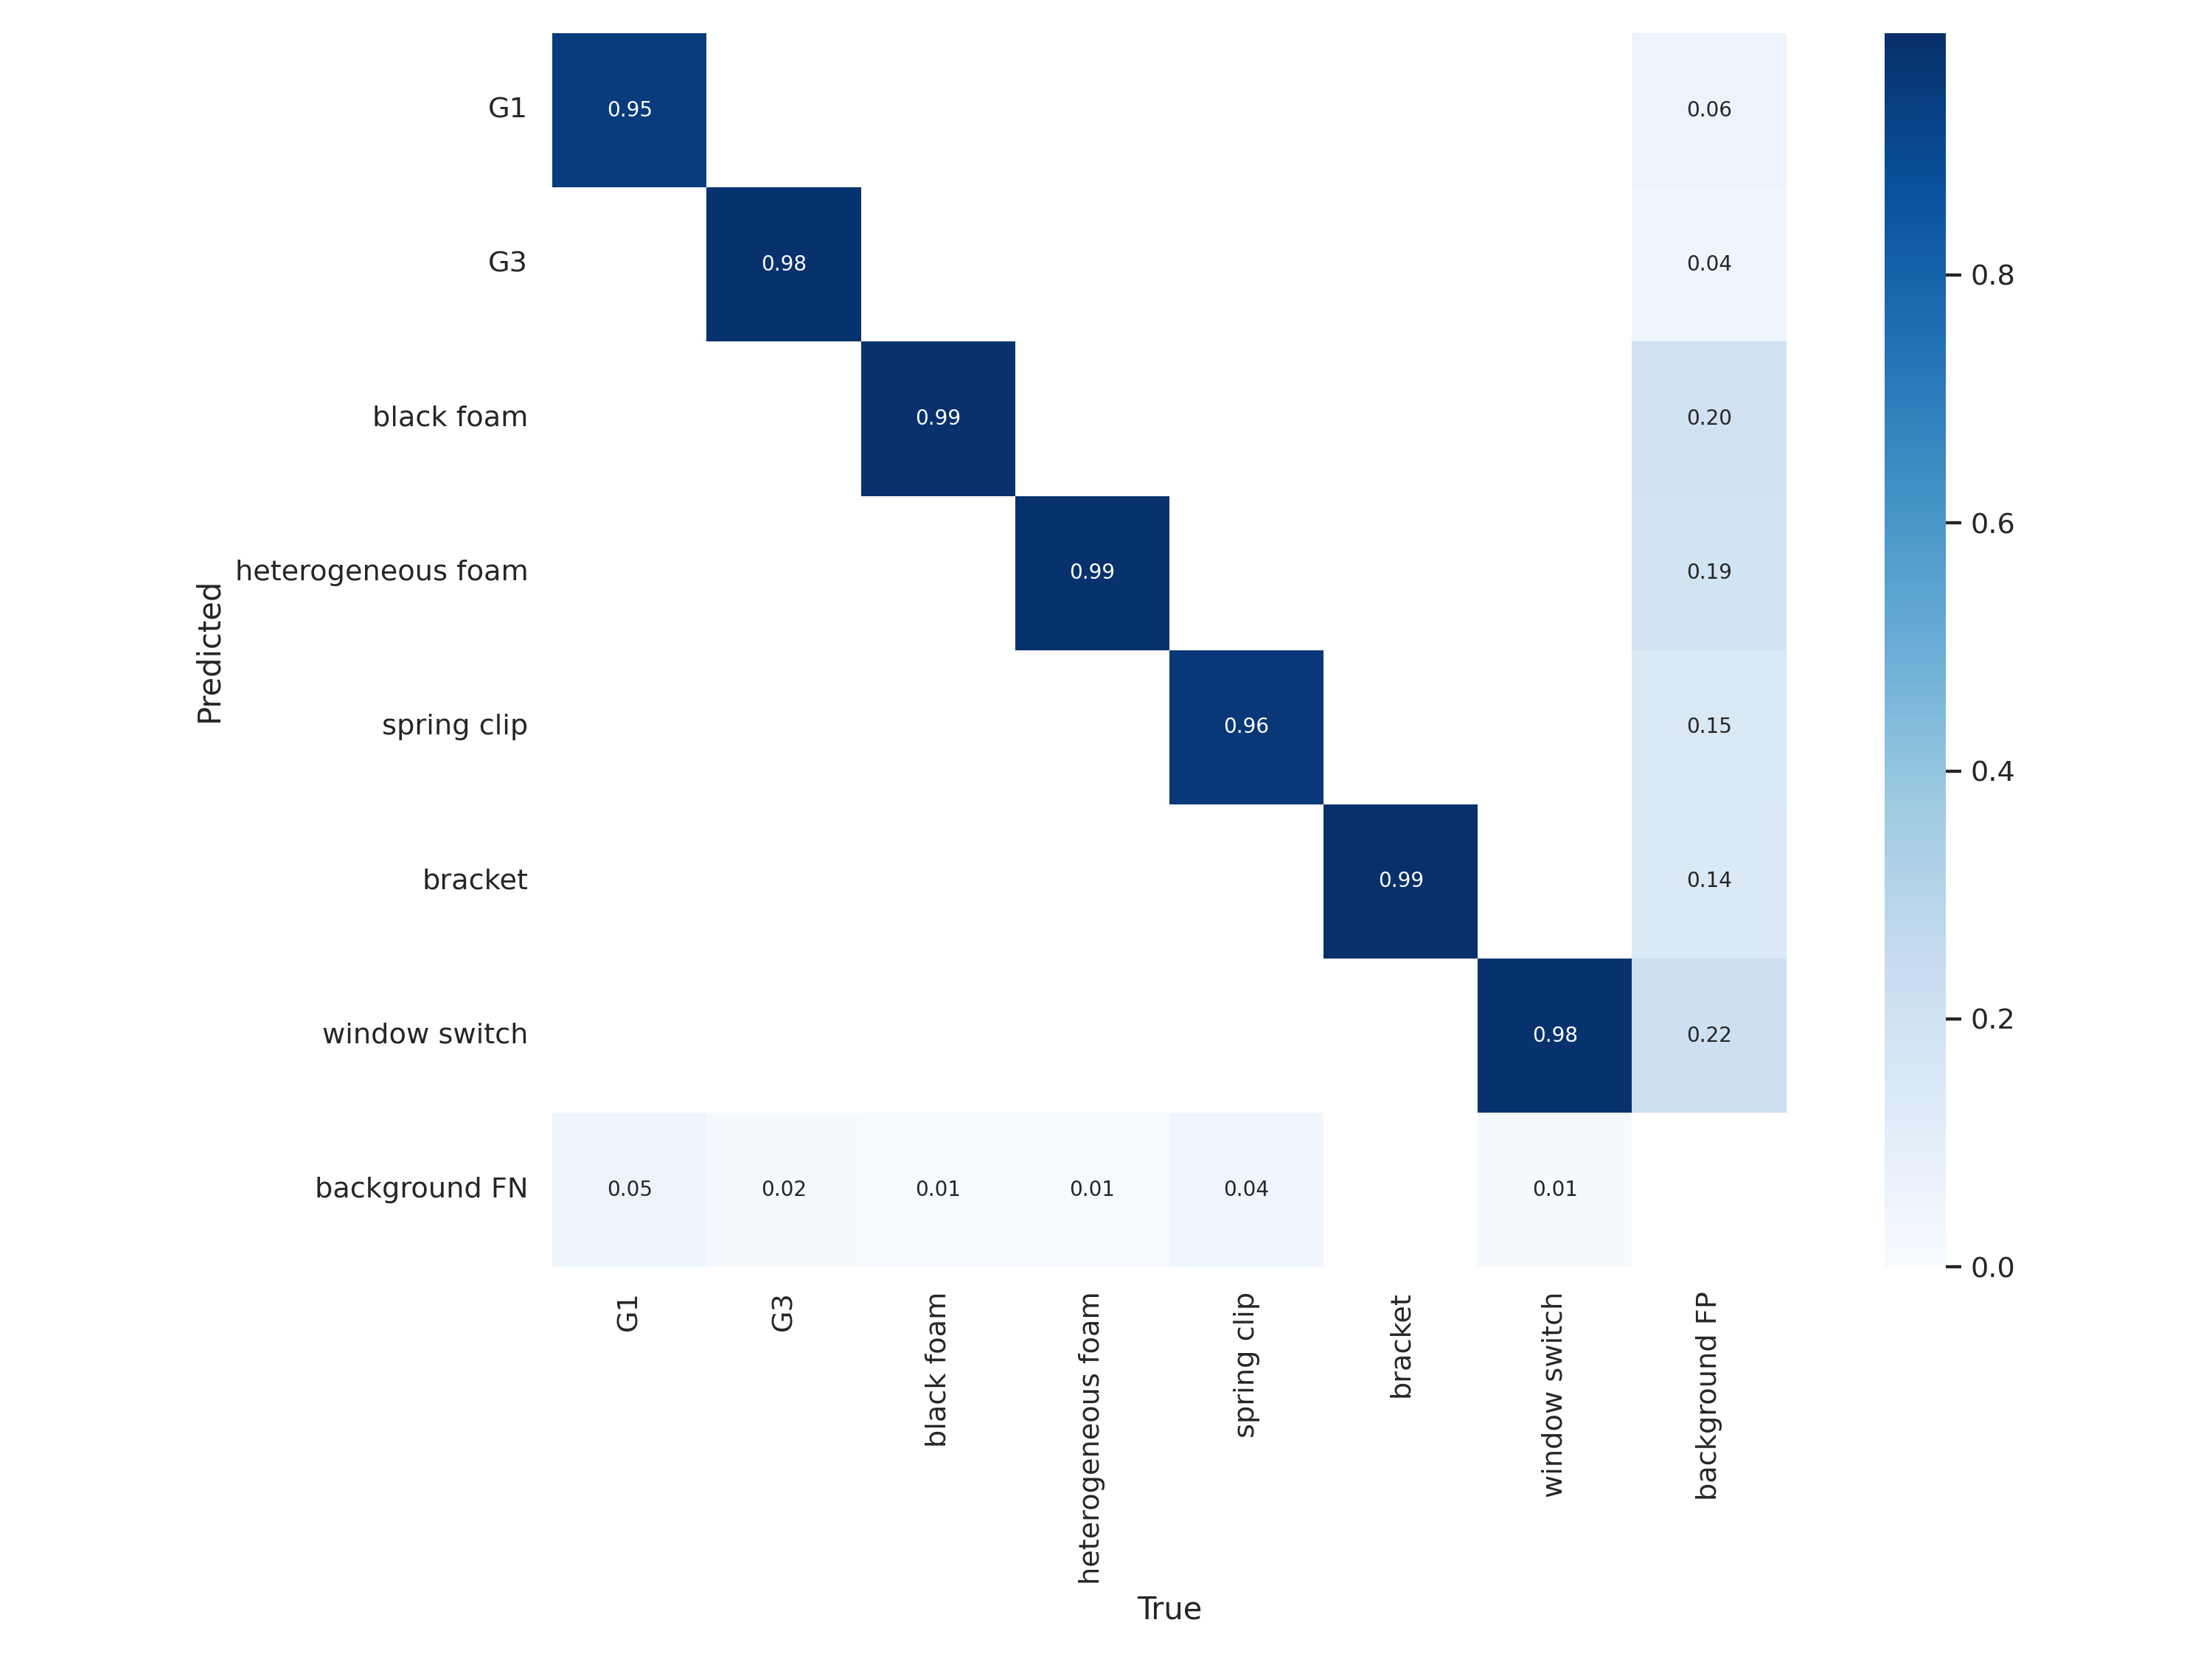 G1
0.95
0.06
G3
0.98
0.04
0.8
black foam
0.99
0.20
0.6
heterogeneous foam
0.99
0.19
Predicted
spring clip
0.96
0.15
0.4
bracket
0.99
0.14
window switch
0.98
0.22
0.2
background FN
0.05
0.02
0.01
0.01
0.04
0.01
0.0
G1
G3
black foam
heterogeneous foam
spring clip
bracket
window switch
background FP
True